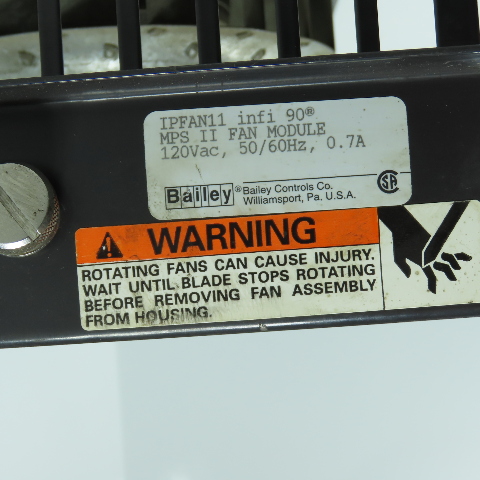 IPFAN11 infi 90®
MPS II FAN MODULE
120Vac, 50/60Hz, 0.7A
Bailey® Bailey Controls Co.
Williamsport, Pa. U.S.A.
WARNING
ROTATING FANS CAN CAUSE INJURY.
WAIT UNTIL BLADE STOPS ROTATING
BEFORE REMOVING FAN ASSEMBLY
FROM HOUSING.